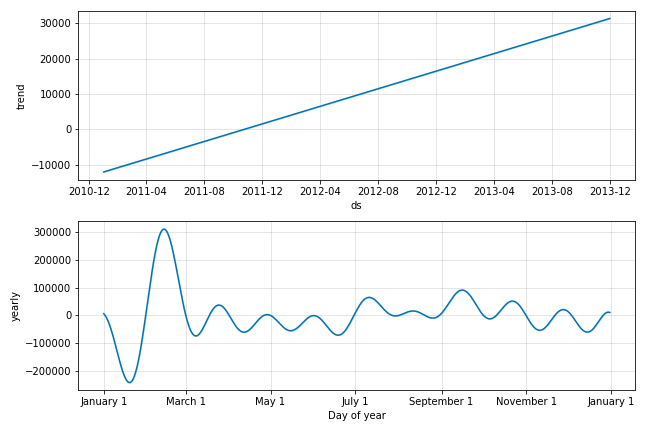 30000
20000
10000
0
−10000
trend
2010-12 2011-04 2011-08 2011-12 2012-04 2012-08 2012-12 2013-04 2013-08 2013-12
ds
300000
200000
100000
0
−100000
−200000
yearly
January 1 March 1 May 1 July 1 September 1 November 1 January 1
Day of year